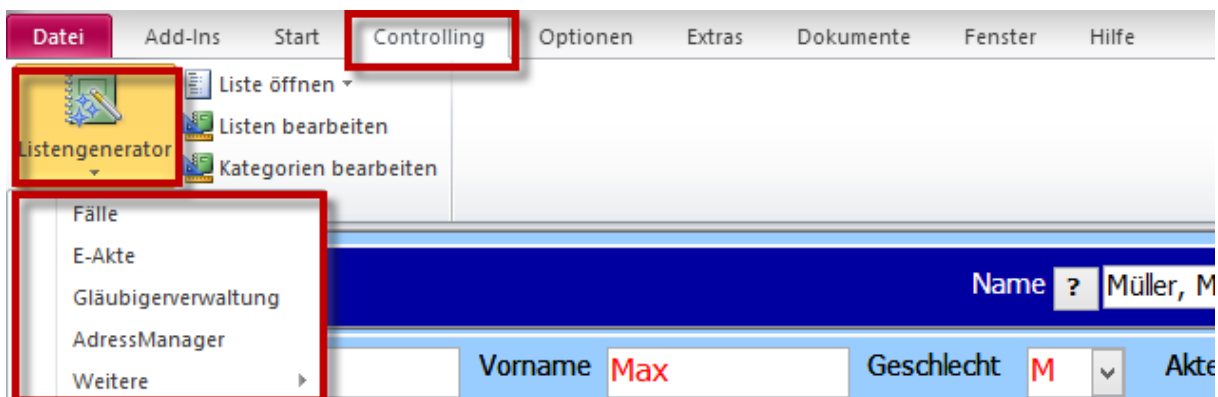 Datei Add-Ins Start Controlling Optionen Extras Dokumente Fenster Hilfe
Liste öffnen
Listen bearbeiten
Listengenerator
Kategorien bearbeiten
Fälle
E-Akte
Gläubigerverwaltung
AdressManager
Weitere
Name ? Müller, M
Vorname Max Geschlecht M Akte